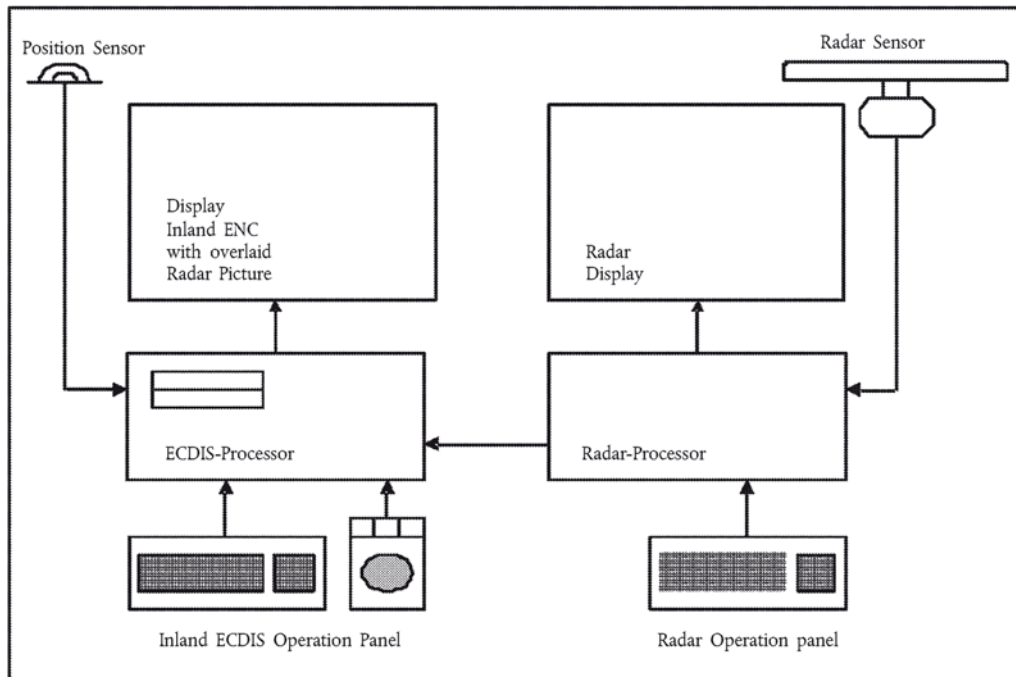 Position Sensor
Radar Sensor
Display
Inland ENC
with overlaid
Radar Picture
Radar
Display
ECDIS-Processor
Radar-Processor
Inland ECDIS Operation Panel
Radar Operation panel